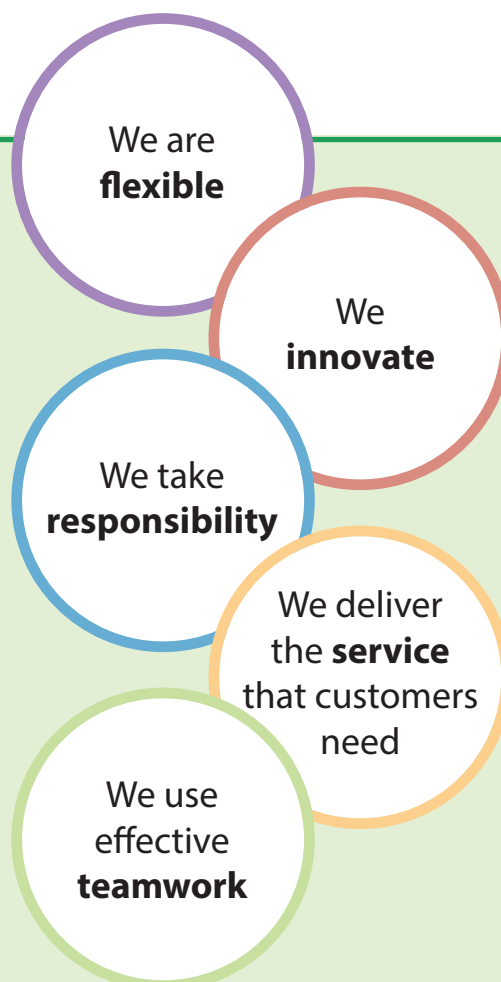 We are
flexible
We
innovate
We take
responsibility
We deliver
the service
that customers
need
We use
effective
teamwork